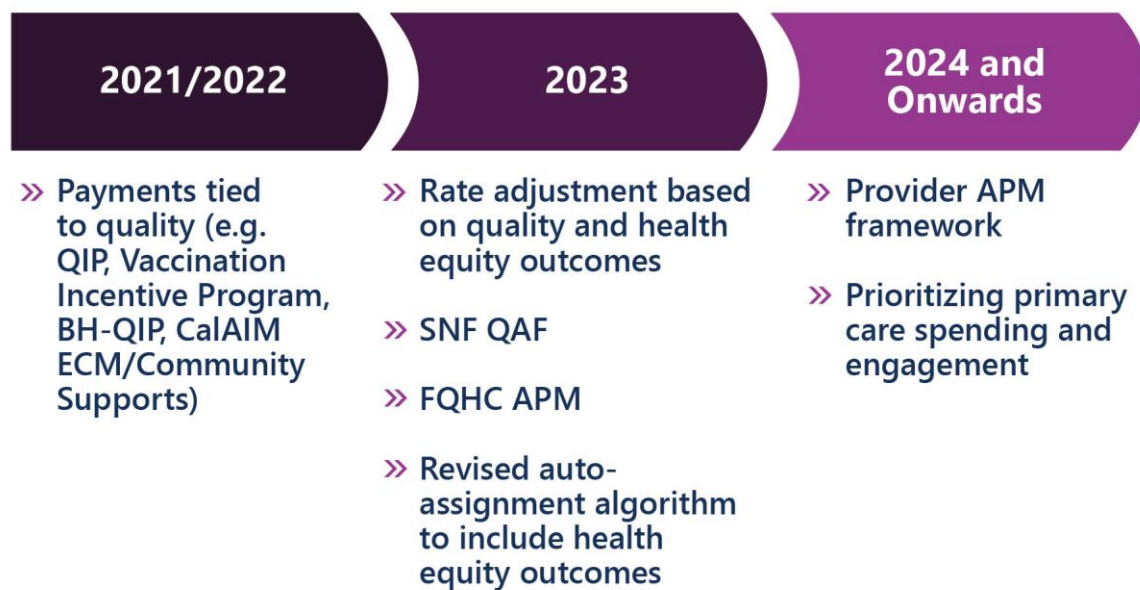 2021/2022
» Payments tied
to quality (e.g.
QIP, Vaccination
Incentive Program,
BH-QIP, CalAIM
ECM/Community
Supports)
2023
» Rate adjustment based
on quality and health
equity outcomes
» SNF QAF
» FQHC APM
» Revised auto-
assignment algorithm
to include health
equity outcomes
2024 and
Onwards
» Provider APM
framework
» Prioritizing primary
care spending and
engagement